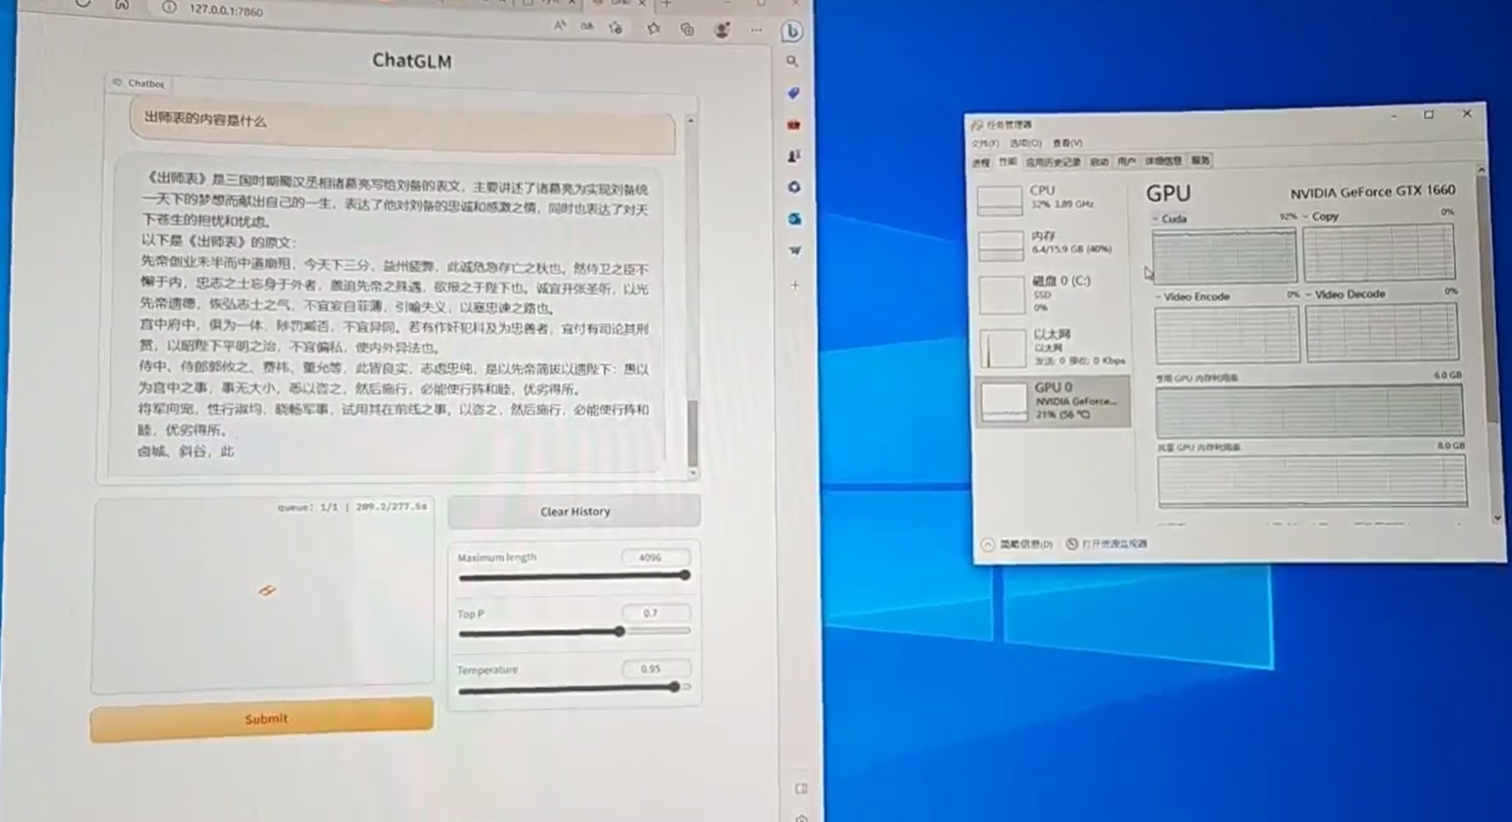 127.0.0.1:7860
ChatGLM
Chatbot
出师表的内容是什么
《出师表》是三国时期蜀汉丞相诸葛亮写给刘备的表文，主要讲述了诸葛亮为实现刘备统
一天下的梦想而献出自己的一生，表达了他对刘备的忠诚和感激之情，同时也表达了对天
下苍生的担忧和忧虑。
以下是《出师表》的原文：
先帝创业未半而中道崩殂，今天下三分，益州疲弊，此诚危急存亡之秋也。然侍卫之臣不
懈于内，忠志之士忘身于外者，盖追先帝之殊遇，欲报之于陛下也。诚宜开张圣听，以光
先帝遗德，恢弘志士之气，不宜妄自菲薄，引喻失义，以塞忠谏之路也。
宫中府中，俱为一体，陟罚臧否，不宜异同。若有作奸犯科及为忠善者，宜付有司论其刑
赏，以昭陛下平明之治，不宜偏私，使内外异法也。
侍中、侍郎郭攸之、费祎、董允等，此皆良实，志虑忠纯，是以先帝简拔以遗陛下：愚以
为宫中之事，事无大小，悉以咨之，然后施行，必能使行阵和睦，优劣得所。
将军向宠，性行淑均，晓畅军事，试用其在前线之事，以咨之，然后施行，必能使行阵和
睦，优劣得所。
卤城、斜谷，此
queue: 1/1 | 209.2/277.6s
Clear History
Maximum length 4096
Top P 0.7
Temperature 0.95
Submit
任务管理器
文件(F) 选项(O) 查看(V)
进程 性能 应用历史记录 启动 用户 详细信息 服务
CPU
32% 3.89 GHz
内存
6.4/15.9 GB (40%)
磁盘 0 (C:)
SSD
0%
以太网
以太网
发送: 0 接收: 0 Kbps
GPU 0
NVIDIA GeForce...
21% (56 °C)
GPU NVIDIA GeForce GTX 1660
Cuda 92% Copy 0%
Video Encode 0% Video Decode 0%
专用 GPU 内存利用率 6.0 GB
共享 GPU 内存利用率 8.0 GB
简略信息(D) 打开资源监视器